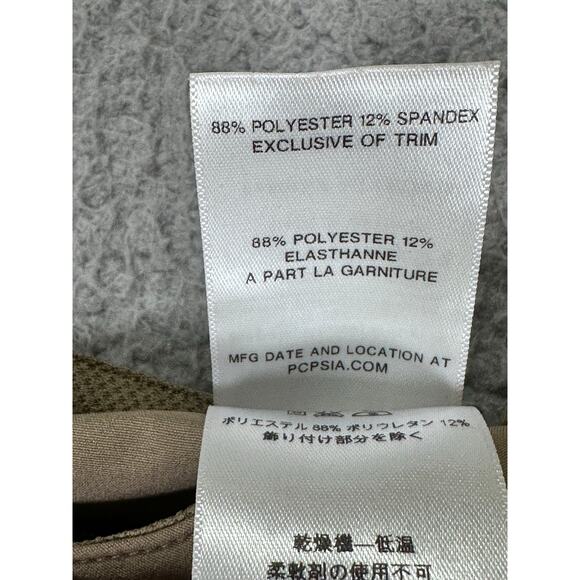 88% POLYESTER 12% SPANDEX
EXCLUSIVE OF TRIM
88% POLYESTER 12%
ELASTHANNE
A PART LA GARNITURE
MFG DATE AND LOCATION AT
PCPSIA.COM
ポリエステル 88% ポリウレタン 12%
飾り付け部分を除く
乾燥機—低温
柔軟剤の使用不可